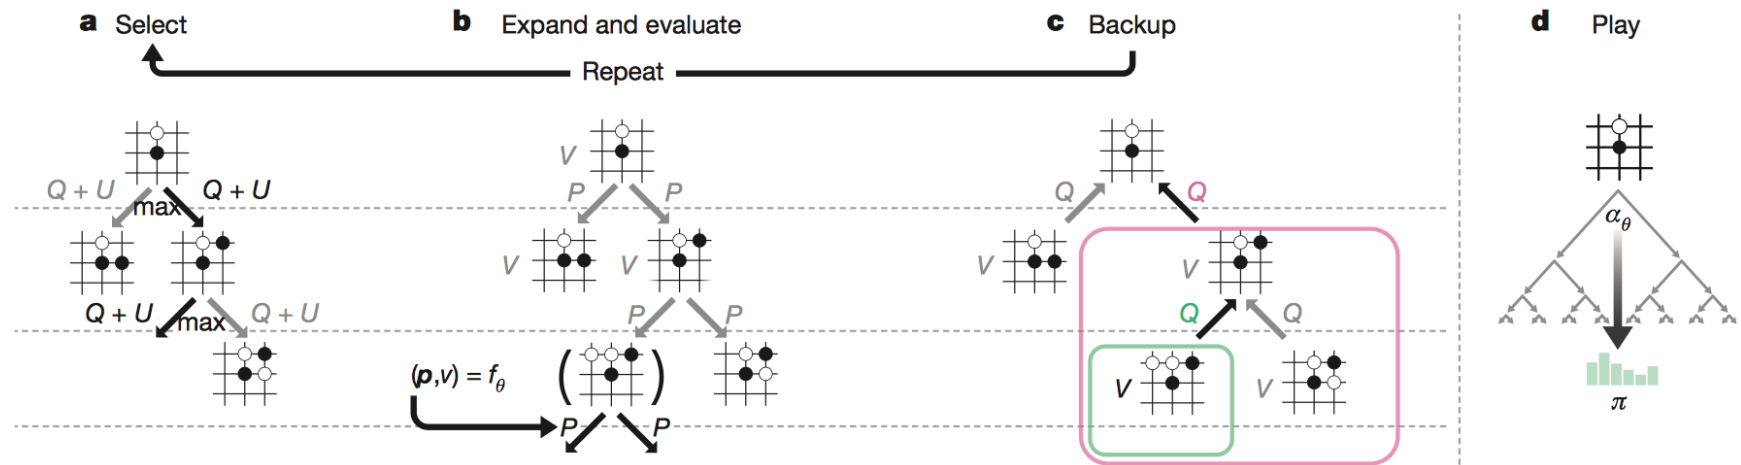 a Select
b Expand and evaluate
c Backup
d Play
Repeat
Q + U
max
Q + U
Q + U
max
Q + U
V
P
P
V
V
P
P
(p,v) = fθ
P
P
Q
Q
V
V
Q
Q
V
V
αθ
π